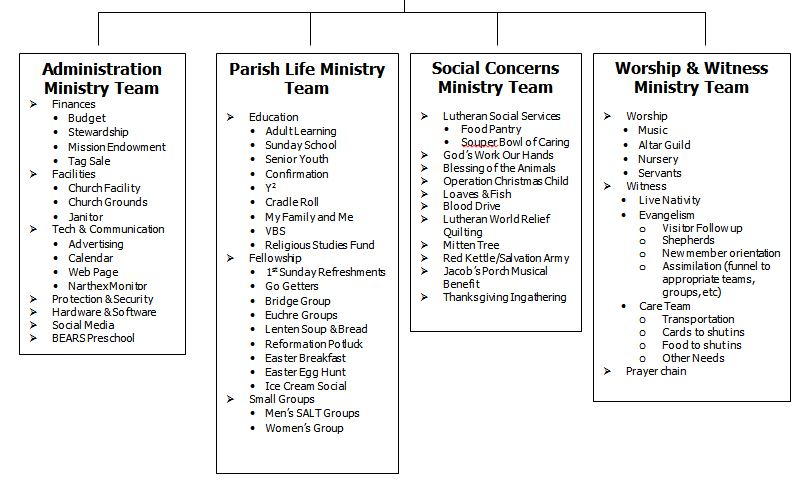 Administration
Ministry Team
Finances
Budget
Stewardship
Mission Endowment
Tag Sale
Facilities
Church Facility
Church Grounds
Janitor
Tech & Communication
Advertising
Calendar
Web Page
Narthex Monitor
Protection & Security
Hardware & Software
Social Media
BEARS Preschool
Parish Life Ministry
Team
Education
Adult Learning
Sunday School
Senior Youth
Confirmation
Y²
Cradle Roll
My Family and Me
VBS
Religious Studies Fund
Fellowship
1st Sunday Refreshments
Go Getters
Bridge Group
Euchre Groups
Lenten Soup & Bread
Reformation Potluck
Easter Breakfast
Easter Egg Hunt
Ice Cream Social
Small Groups
Men's SALT Groups
Women's Group
Social Concerns
Ministry Team
Lutheran Social Services
Food Pantry
Souper Bowl of Caring
God's Work Our Hands
Blessing of the Animals
Operation Christmas Child
Loaves & Fish
Blood Drive
Lutheran World Relief
Quilting
Mitten Tree
Red Kettle/Salvation Army
Jacob's Porch Musical
Benefit
Thanksgiving Ingathering
Worship & Witness
Ministry Team
Worship
Music
Altar Guild
Nursery
Servants
Witness
Live Nativity
Evangelism
Visitor Follow up
Shepherds
New member orientation
Assimilation (funnel to
appropriate teams,
groups, etc)
Care Team
Transportation
Cards to shut ins
Food to shut ins
Other Needs
Prayer chain